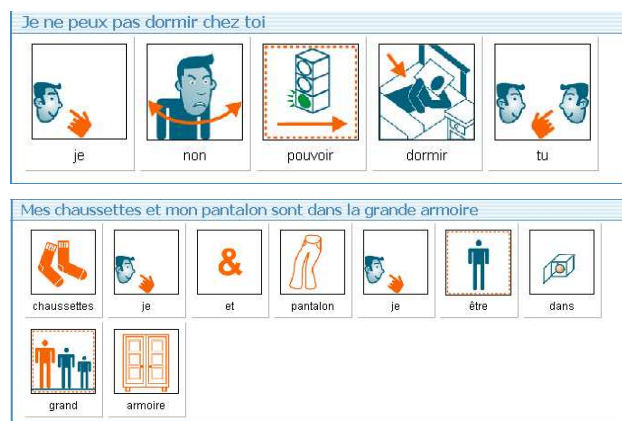 Je ne peux pas dormir chez toi
je non pouvoir dormir tu
Mes chaussettes et mon pantalon sont dans la grande armoire
&
chaussettes je et pantalon je être dans
grand armoire